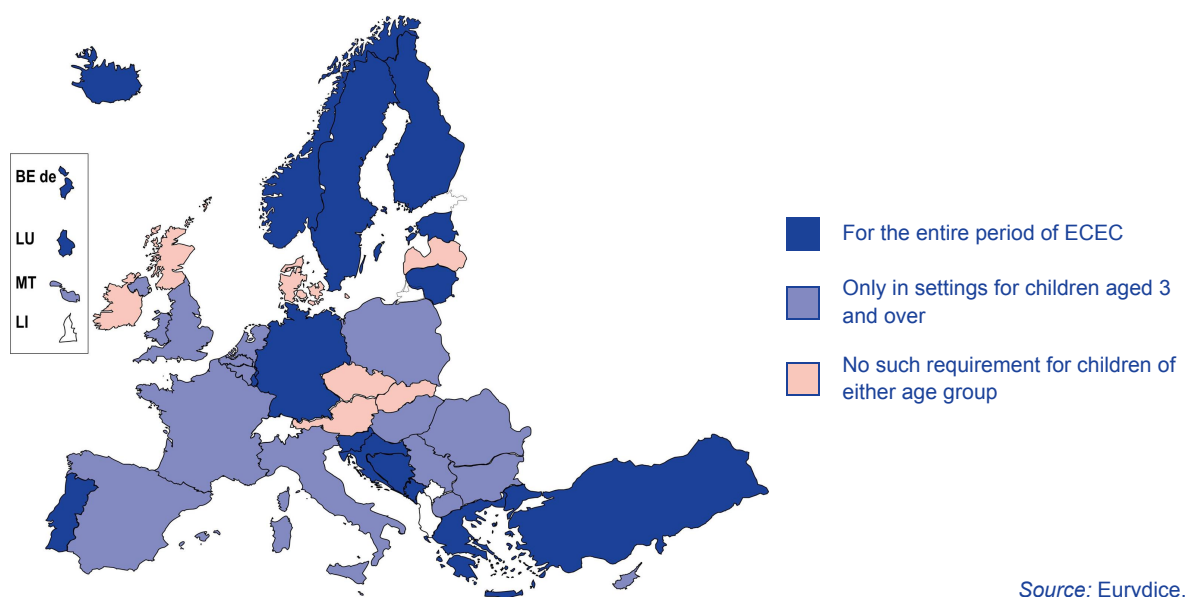 BE de
LU
MT
LI
For the entire period of ECEC
Only in settings for children aged 3
and over
No such requirement for children of
either age group
Source: Eurydice.